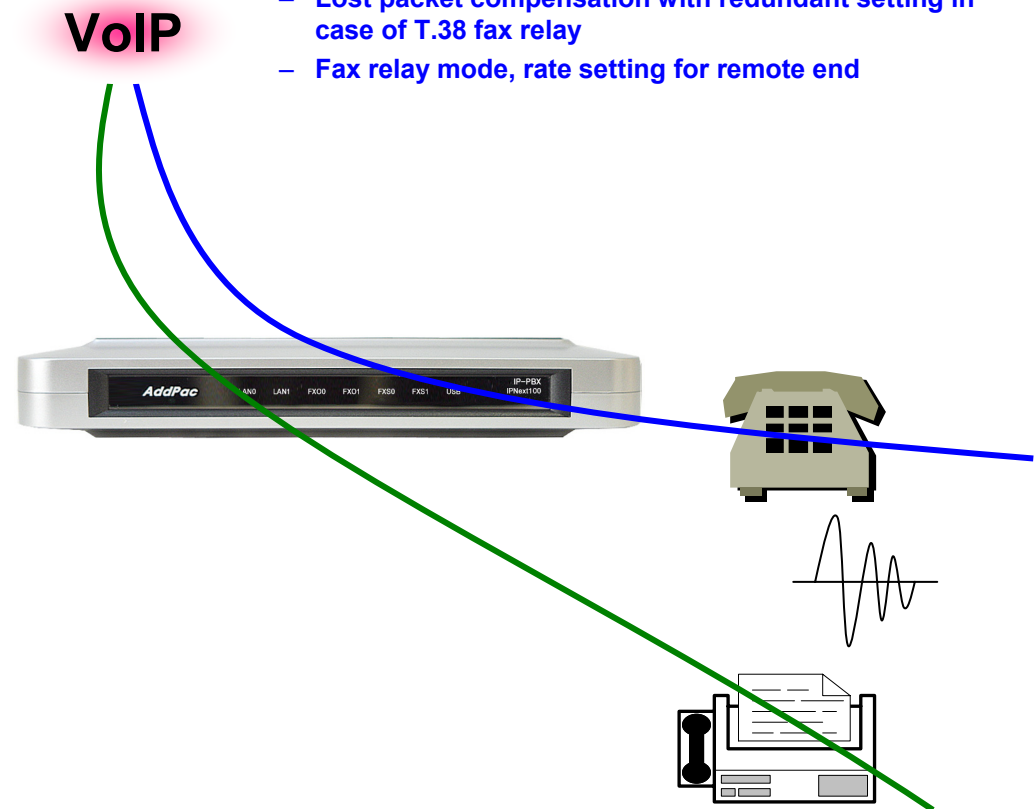 – Lost packet compensation with redundant setting in
case of T.38 fax relay
– Fax relay mode, rate setting for remote end
VoIP
AddPac LAN1 FXO0 FXO1 FXS0 FXS1 USB
IP-PBX
IPNext100